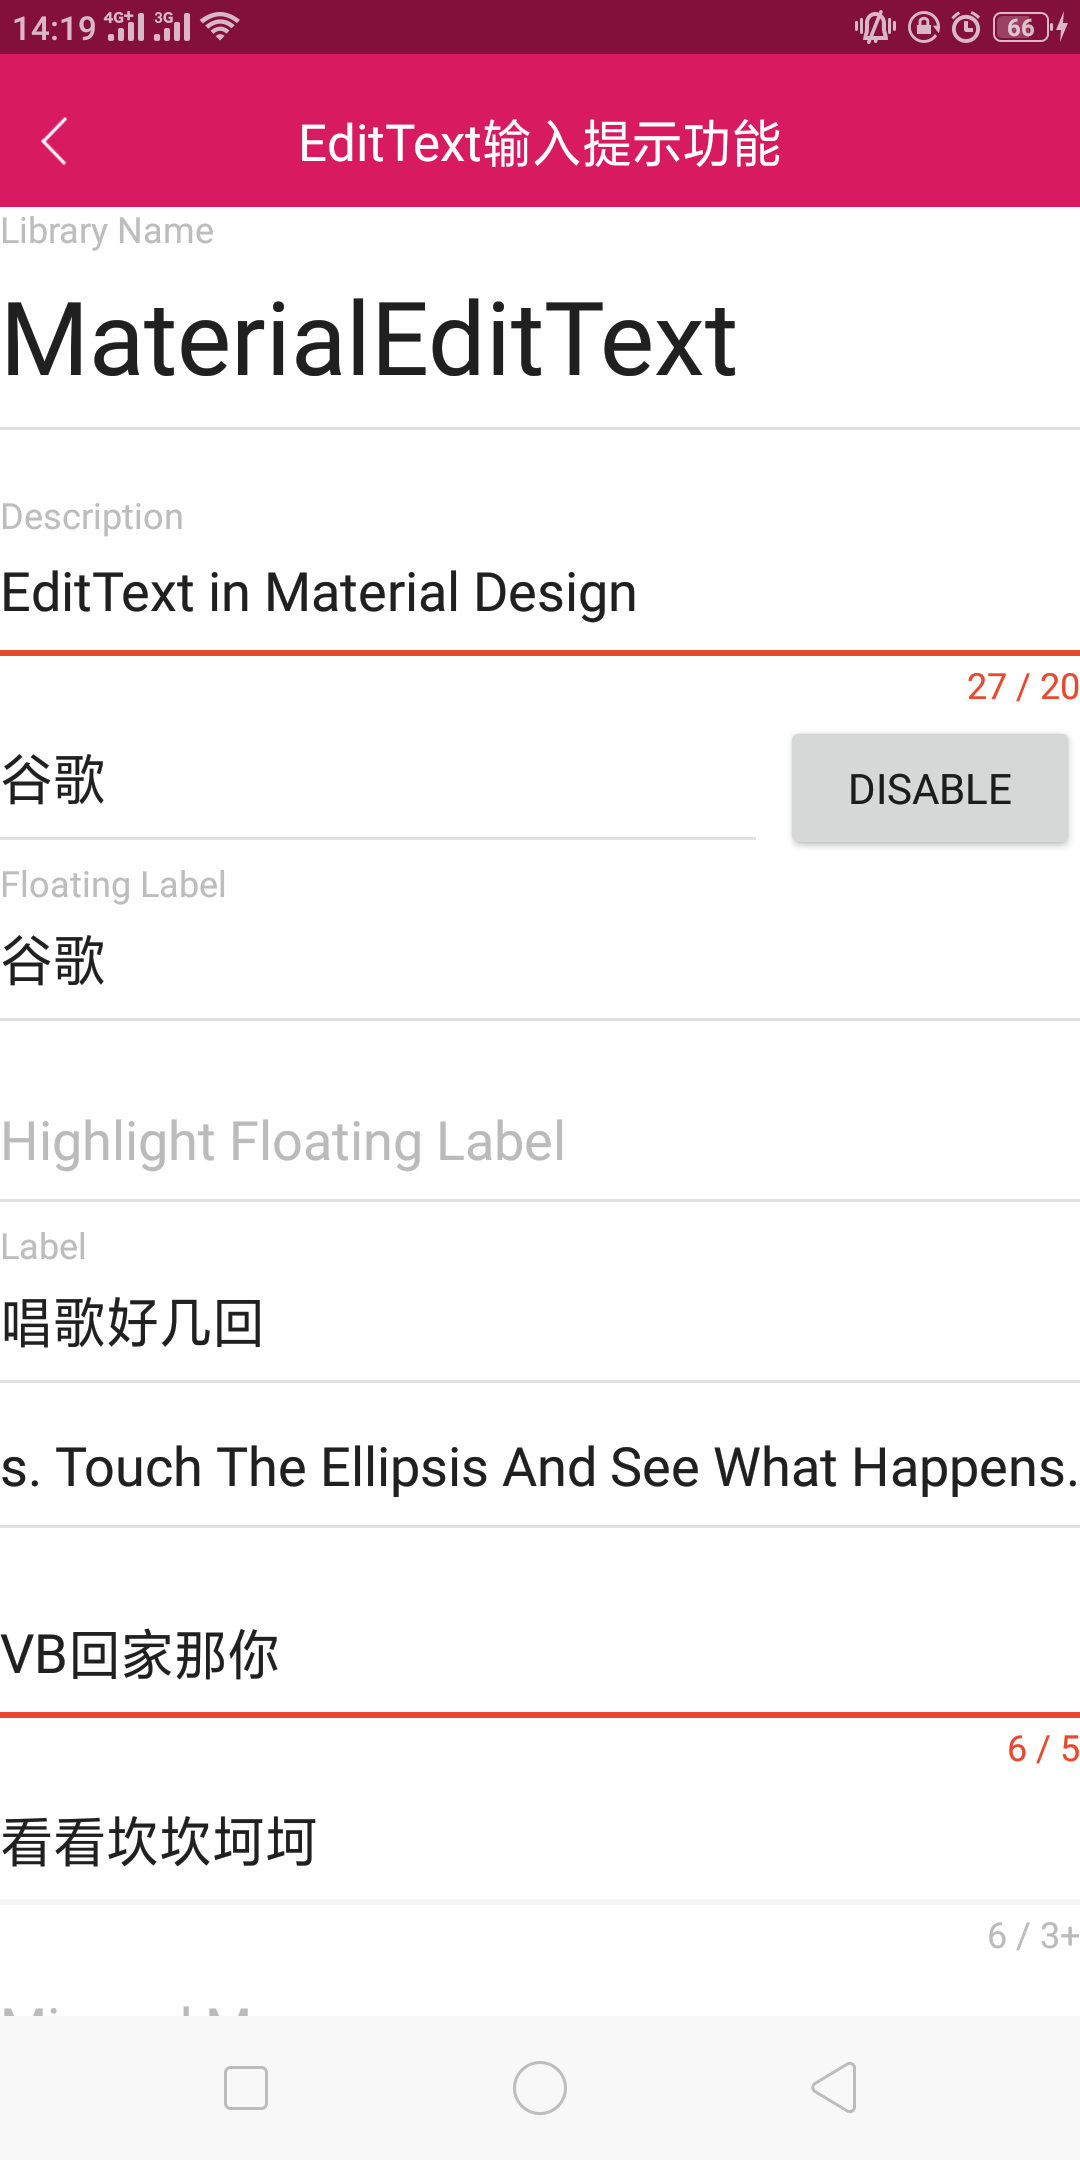 14:19 4G+ 3G 66
EditText输入提示功能
Library Name
MaterialEditText
Description
EditText in Material Design
27 / 20
谷歌
DISABLE
Floating Label
谷歌
Highlight Floating Label
Label
唱歌好几回
s. Touch The Ellipsis And See What Happens.
VB回家那你
6 / 5
看看坎坎坷坷
6 / 3+